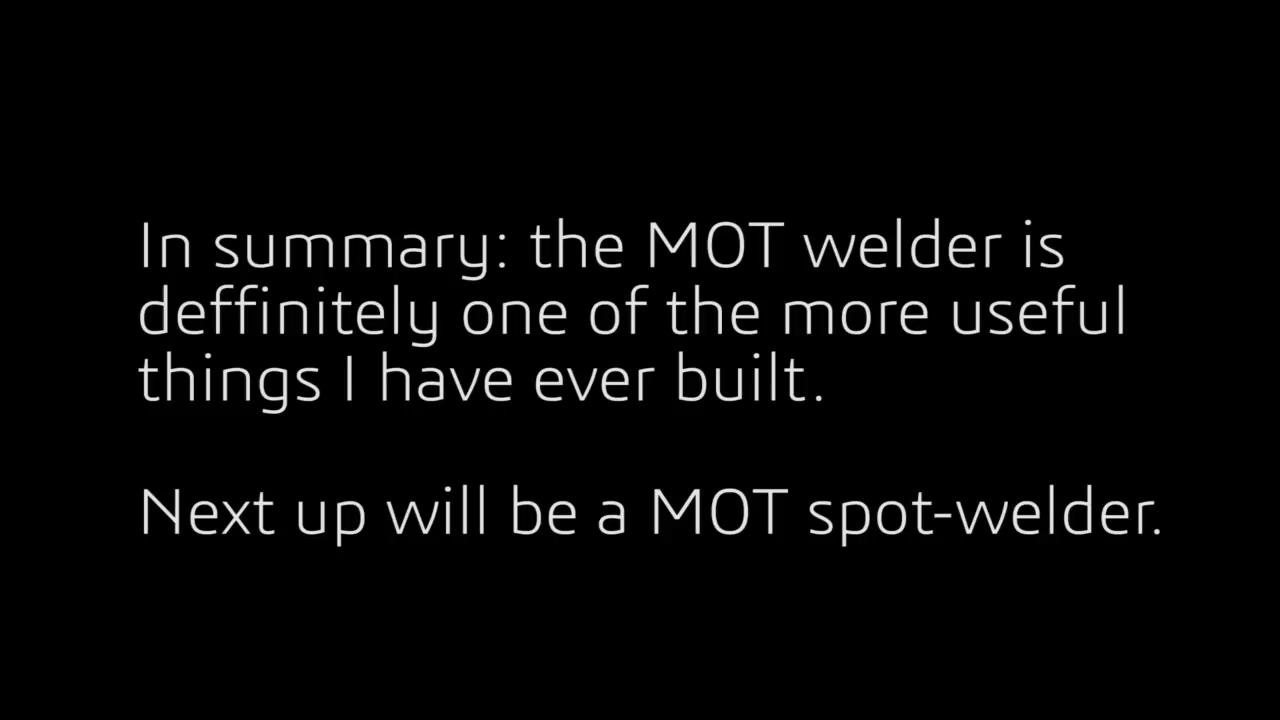 In summary: the MOT welder is
deffinitely one of the more useful
things I have ever built.
Next up will be a MOT spot-welder.